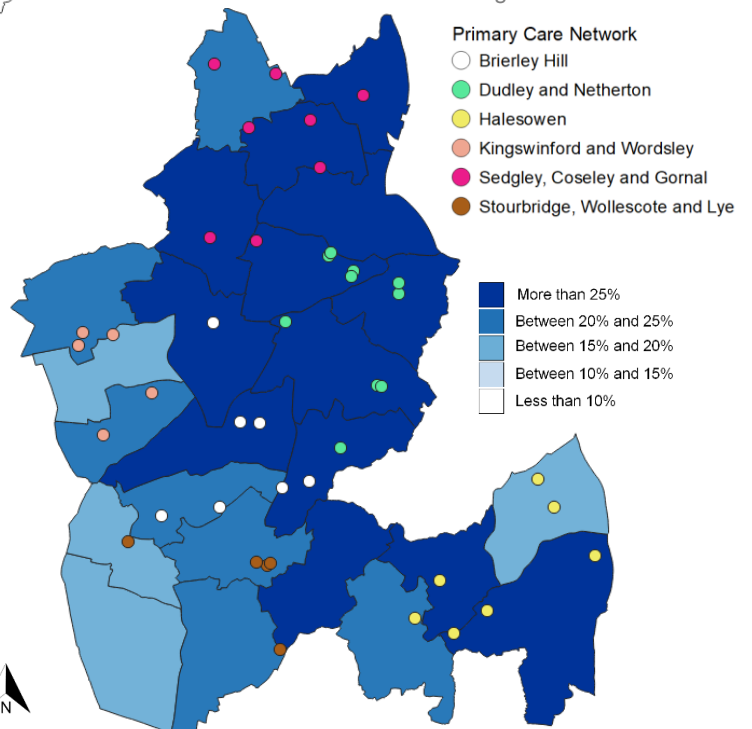 Primary Care Network
Brierley Hill
Dudley and Netherton
Halesowen
Kingswinford and Wordsley
Sedgley, Coseley and Gornal
Stourbridge, Wollescote and Lye
More than 25%
Between 20% and 25%
Between 15% and 20%
Between 10% and 15%
Less than 10%
N